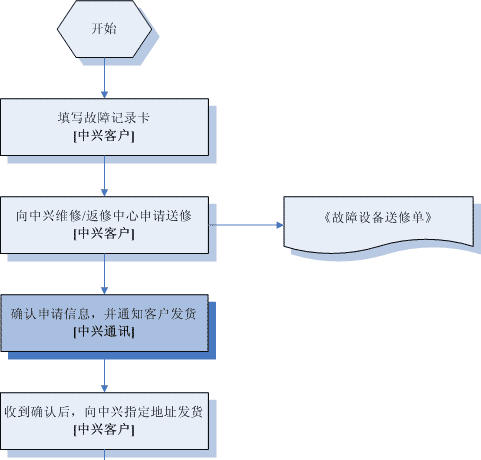 开始
填写故障记录卡
[中兴客户]
向中兴维修/返修中心申请送修
[中兴客户]
《故障设备送修单》
确认申请信息，并通知客户发货
[中兴通讯]
收到确认后，向中兴指定地址发货
[中兴客户]